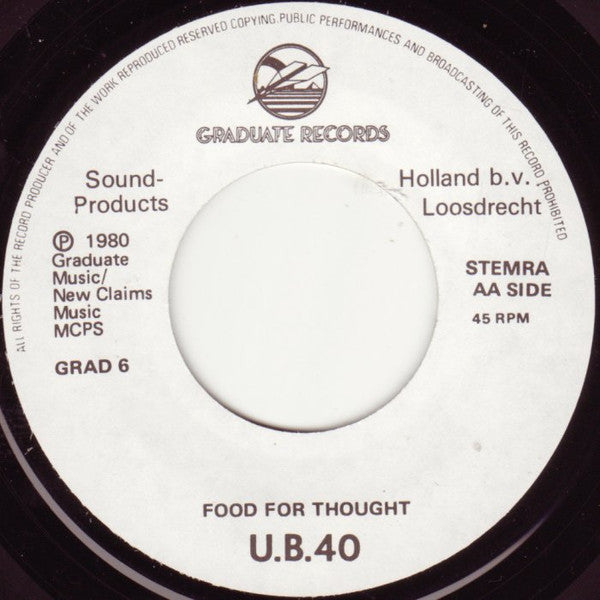 ALL RIGHTS OF THE RECORD PRODUCER AND OF THE WORK REPRODUCED RESERVED COPYING, PUBLIC PERFORMANCES AND BROADCASTING OF THIS RECORD PROHIBITED
GRADUATE RECORDS
Sound-
Products
Holland b.v.
Loosdrecht
℗ 1980
Graduate
Music/
New Claims
Music
MCPS
GRAD 6
STEMRA
AA SIDE
45 RPM
FOOD FOR THOUGHT
U.B.40